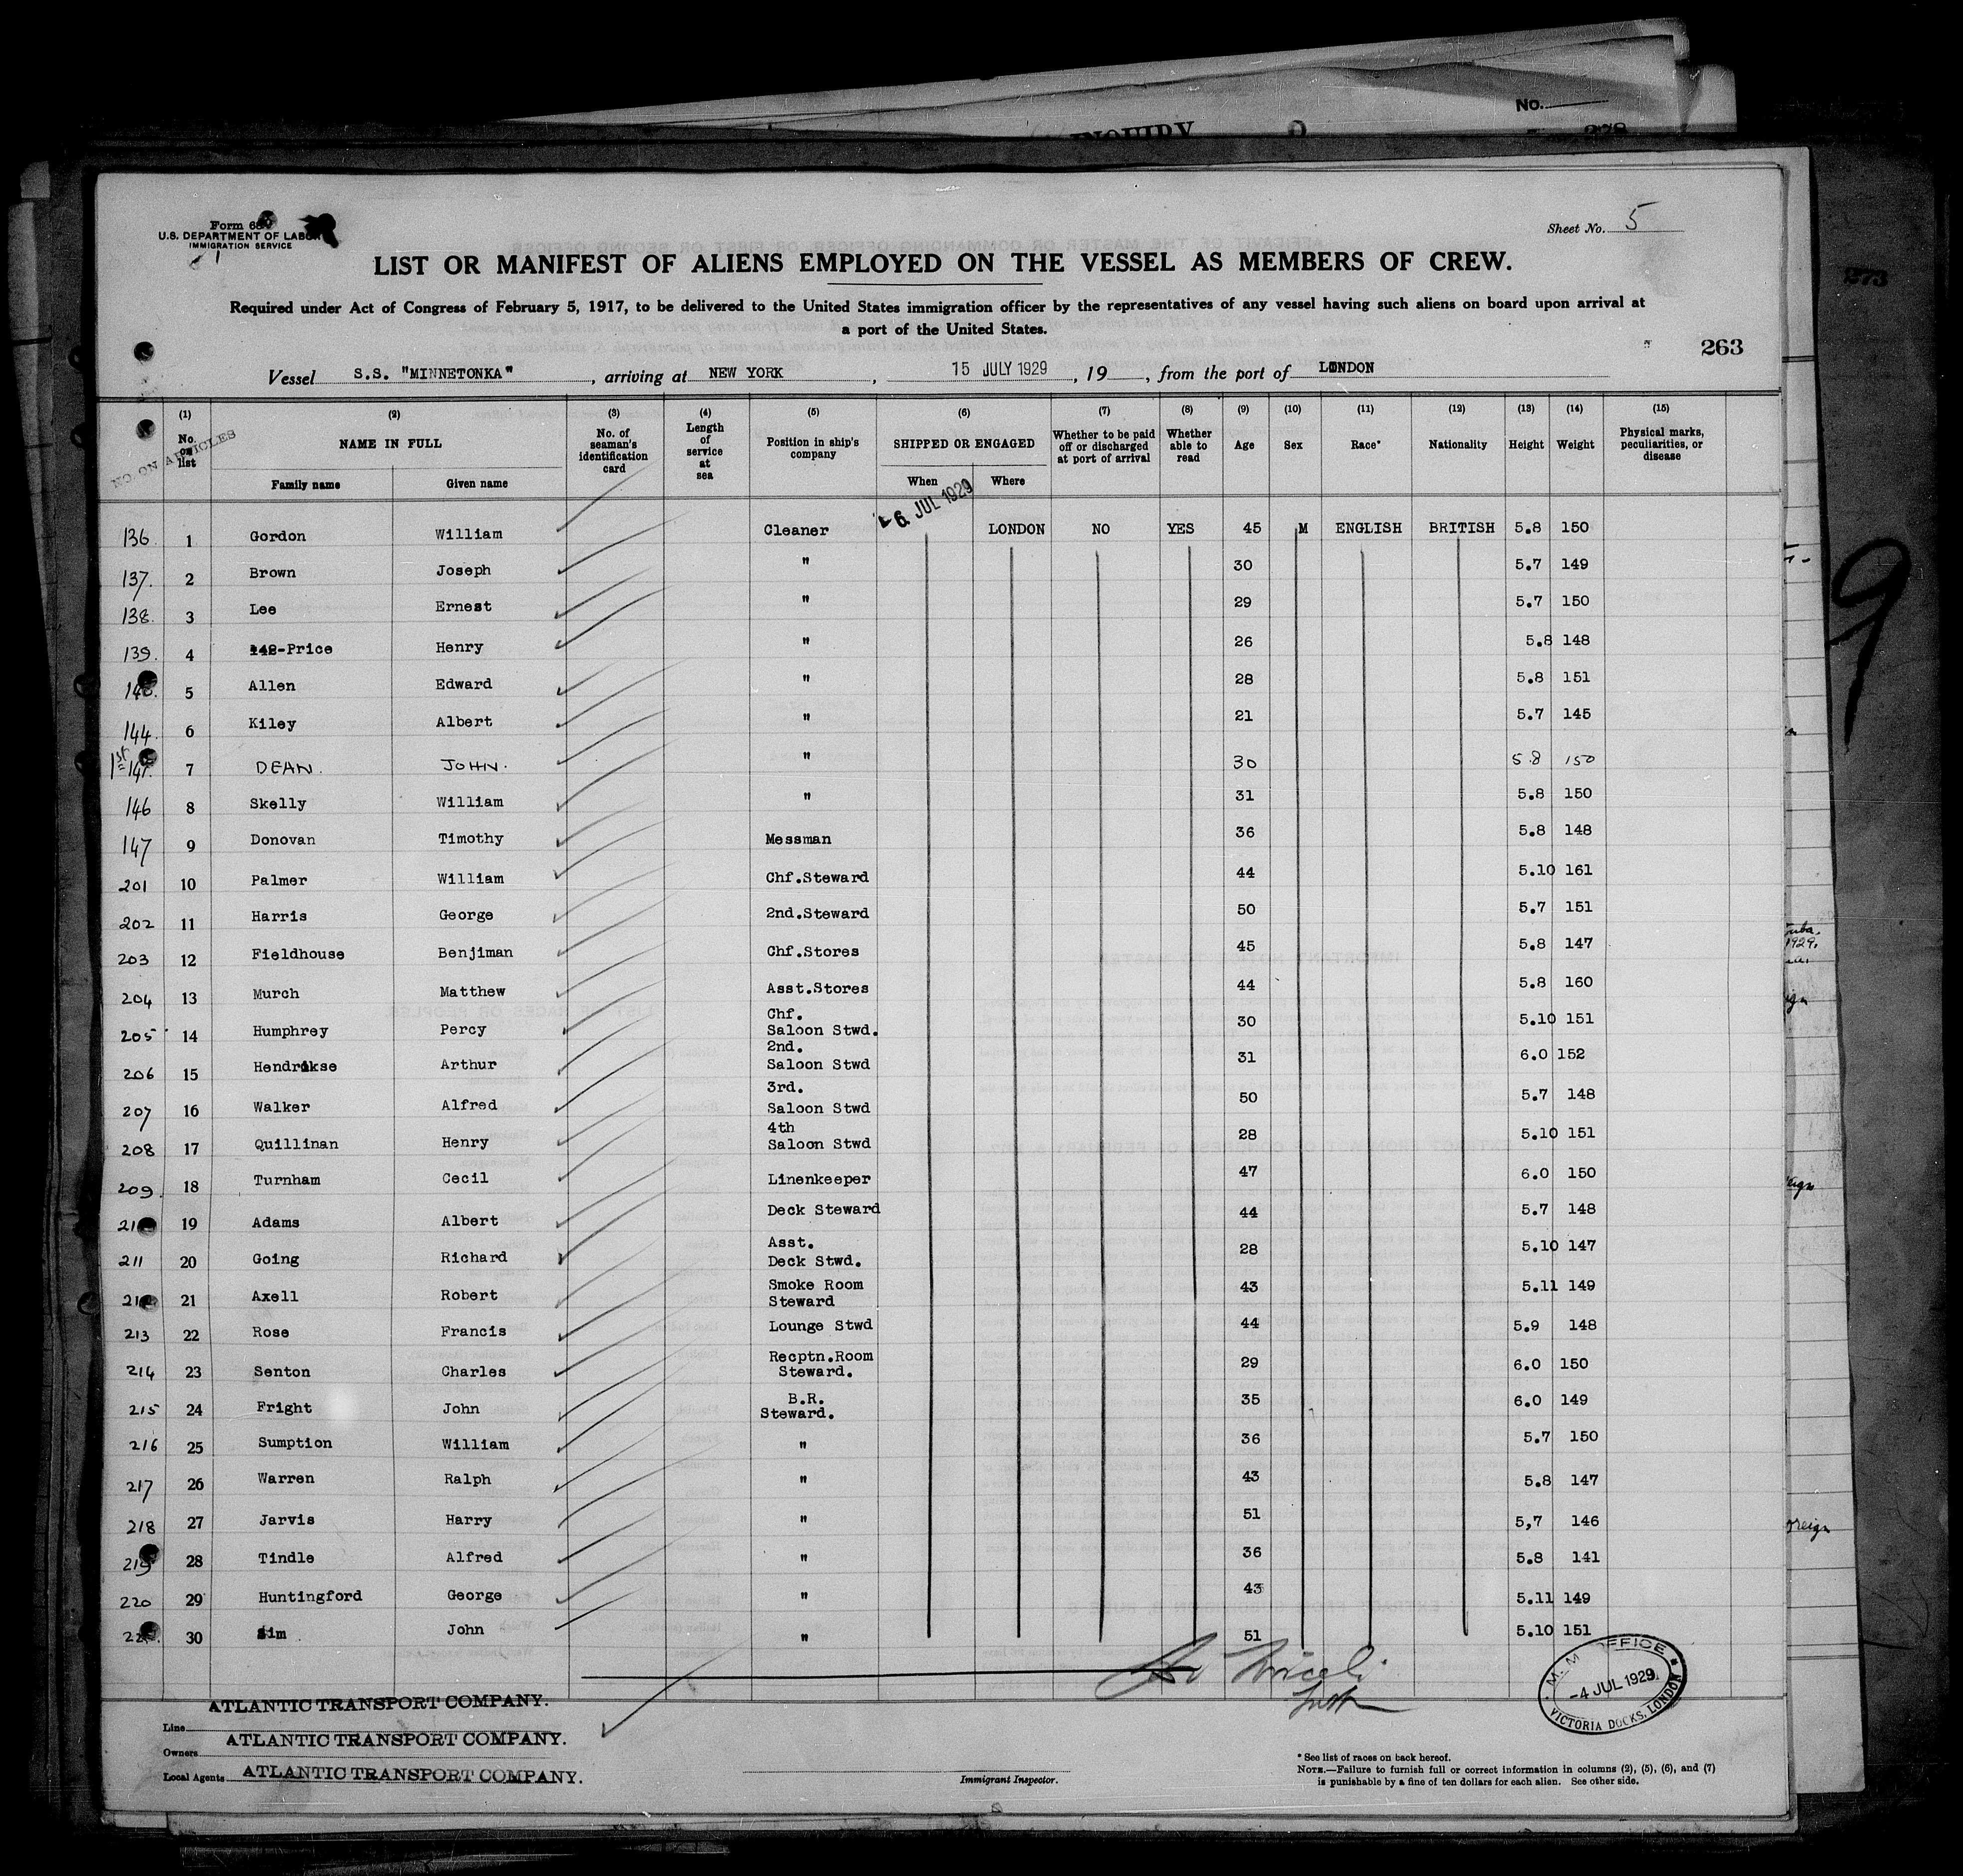 No.
INQUIRY
278
273
9
Form 680
U.S. DEPARTMENT OF LABOR
IMMIGRATION SERVICE
Sheet No. 5
LIST OR MANIFEST OF ALIENS EMPLOYED ON THE VESSEL AS MEMBERS OF CREW.
Required under Act of Congress of February 5, 1917, to be delivered to the United States immigration officer by the representatives of any vessel having such aliens on board upon arrival at
a port of the United States.
263
Vessel S.S. "MINNETONKA", arriving at NEW YORK, 15 JULY 1929, 19, from the port of LONDON
(1) (2) (3) (4) (5) (6) (7) (8) (9) (10) (11) (12) (13) (14) (15)
No. on list NAME IN FULL Family name Given name No. of seaman's identification card Length of service at sea Position in ship's company SHIPPED OR ENGAGED When Where Whether to be paid off or discharged at port of arrival Whether able to read Age Sex Race* Nationality Height Weight Physical marks, peculiarities, or disease
NO. ON ARTICLES
6 JUL 1929
136. 1 Gordon William Cleaner LONDON NO YES 45 M ENGLISH BRITISH 5.8 150
137. 2 Brown Joseph " 30 5.7 149
138. 3 Lee Ernest " 29 5.7 150
139. 4 142-Price Henry " 26 5.8 148
5 Allen Edward " 28 5.8 151
144. 6 Kiley Albert " 21 5.7 145
7 DEAN. JOHN. " 30 5.8 150
146 8 Skelly William " 31 5.8 150
147 9 Donovan Timothy Messman 36 5.8 148
201 10 Palmer William Chf.Steward 44 5.10 161
202 11 Harris George 2nd.Steward 50 5.7 151
203 12 Fieldhouse Benjiman Chf.Stores 45 5.8 147
204 13 Murch Matthew Asst.Stores 44 5.8 160
205 14 Humphrey Percy Chf. Saloon Stwd. 30 5.10 151
206 15 Hendrikse Arthur 2nd. Saloon Stwd 31 6.0 152
207 16 Walker Alfred 3rd. Saloon Stwd 50 5.7 148
208 17 Quillinan Henry 4th Saloon Stwd 28 5.10 151
209. 18 Turnham Cecil Linenkeeper 47 6.0 150
210 19 Adams Albert Deck Steward 44 5.7 148
211 20 Going Richard Asst. Deck Stwd. 28 5.10 147
212 21 Axell Robert Smoke Room Steward 43 5.11 149
213 22 Rose Francis Lounge Stwd 44 5.9 148
214 23 Senton Charles Recptn.Room Steward. 29 6.0 150
215 24 Fright John B.R. Steward. 35 6.0 149
216 25 Sumption William " 36 5.7 150
217 26 Warren Ralph " 43 5.8 147
218 27 Jarvis Harry " 51 5,7 146
219 28 Tindle Alfred " 36 5.8 141
220 29 Huntingford George " 43 5.11 149
30 Sim John " 51 5.10 151
ATLANTIC TRANSPORT COMPANY.
Line
ATLANTIC TRANSPORT COMPANY.
Owners
ATLANTIC TRANSPORT COMPANY.
Local Agents
Immigrant Inspector.
OFFICE
-4 JUL 1929
VICTORIA DOCKS, LONDON
* See list of races on back hereof.
NOTE.—Failure to furnish full or correct information in columns (2), (5), (6), and (7)
is punishable by a fine of ten dollars for each alien. See other side.